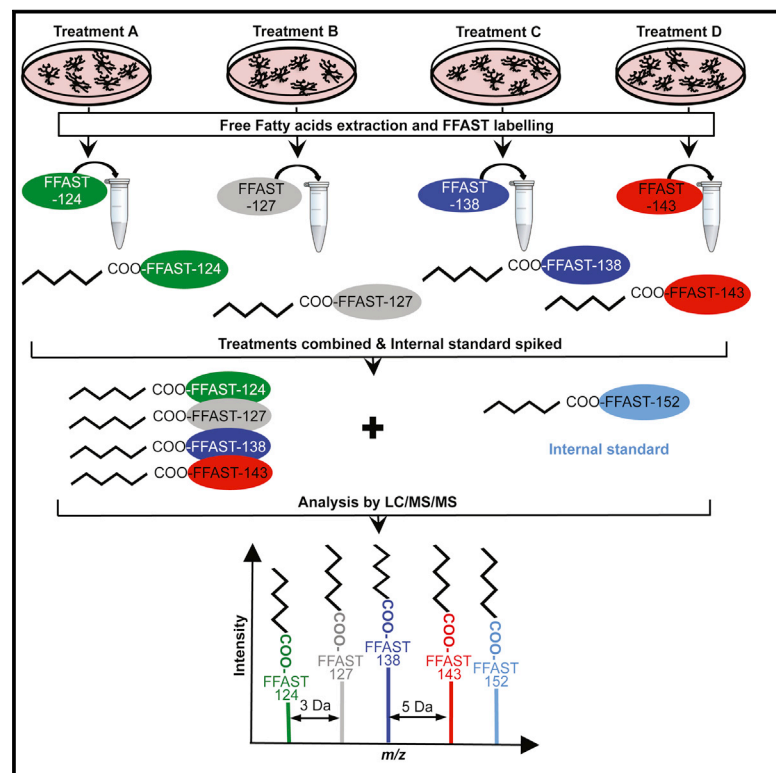 Treatment A
Treatment B
Treatment C
Treatment D
Free Fatty acids extraction and FFAST labelling
FFAST
-124
FFAST
-127
FFAST
-138
FFAST
-143
COO-FFAST-124
COO-FFAST-127
COO-FFAST-138
COO-FFAST-143
Treatments combined & Internal standard spiked
COO-FFAST-124
COO-FFAST-127
COO-FFAST-138
COO-FFAST-143
+
COO-FFAST-152
Internal standard
Analysis by LC/MS/MS
Intensity
COO-
FFAST
124
COO-
FFAST
127
COO-
FFAST
138
COO-
FFAST
143
COO-
FFAST
152
3 Da
5 Da
m/z